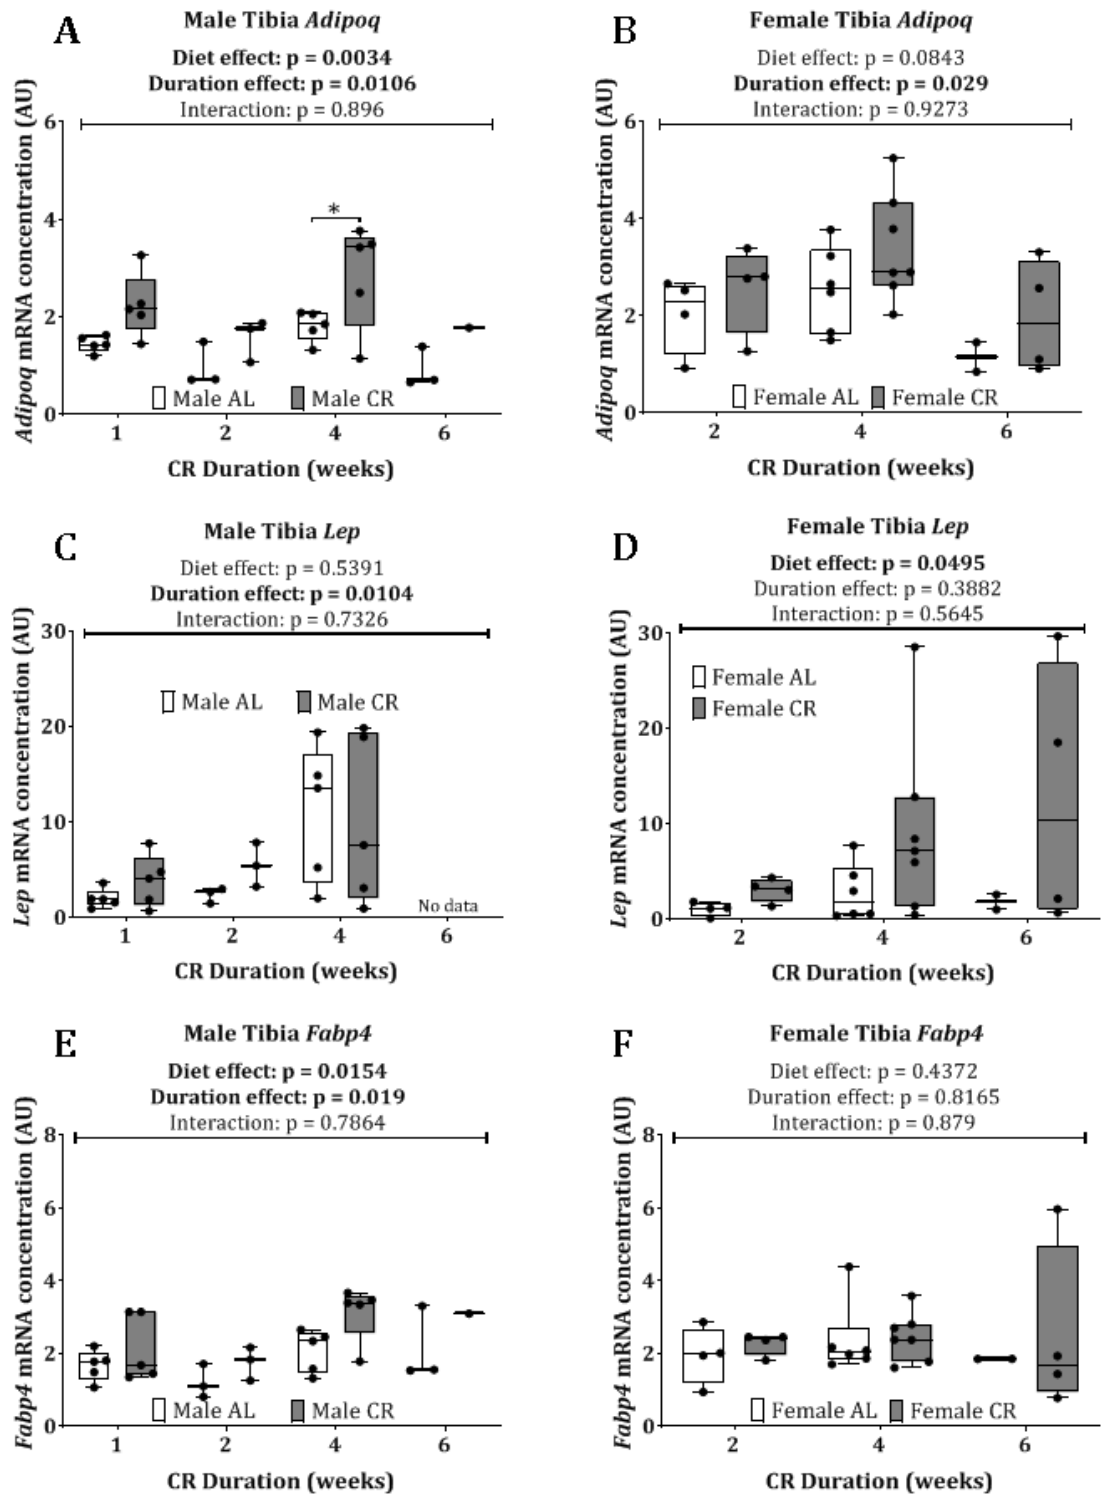 A
Male Tibia Adipoq
Diet effect: p = 0.0034
Duration effect: p = 0.0106
Interaction: p = 0.896
Adipoq mRNA concentration (AU)
6
4
2
0
*
Male AL
Male CR
1
2
4
6
CR Duration (weeks)
B
Female Tibia Adipoq
Diet effect: p = 0.0843
Duration effect: p = 0.029
Interaction: p = 0.9273
Adipoq mRNA concentration (AU)
6
4
2
0
Female AL
Female CR
2
4
6
CR Duration (weeks)
C
Male Tibia Lep
Diet effect: p = 0.5391
Duration effect: p = 0.0104
Interaction: p = 0.7326
Lep mRNA concentration (AU)
30
20
10
0
Male AL
Male CR
No data
1
2
4
6
CR Duration (weeks)
D
Female Tibia Lep
Diet effect: p = 0.0495
Duration effect: p = 0.3882
Interaction: p = 0.5645
Lep mRNA concentration (AU)
30
20
10
0
Female AL
Female CR
2
4
6
CR Duration (weeks)
E
Male Tibia Fabp4
Diet effect: p = 0.0154
Duration effect: p = 0.019
Interaction: p = 0.7864
Fabp4 mRNA concentration (AU)
8
6
4
2
0
Male AL
Male CR
1
2
4
6
CR Duration (weeks)
F
Female Tibia Fabp4
Diet effect: p = 0.4372
Duration effect: p = 0.8165
Interaction: p = 0.879
Fabp4 mRNA concentration (AU)
8
6
4
2
0
Female AL
Female CR
2
4
6
CR Duration (weeks)